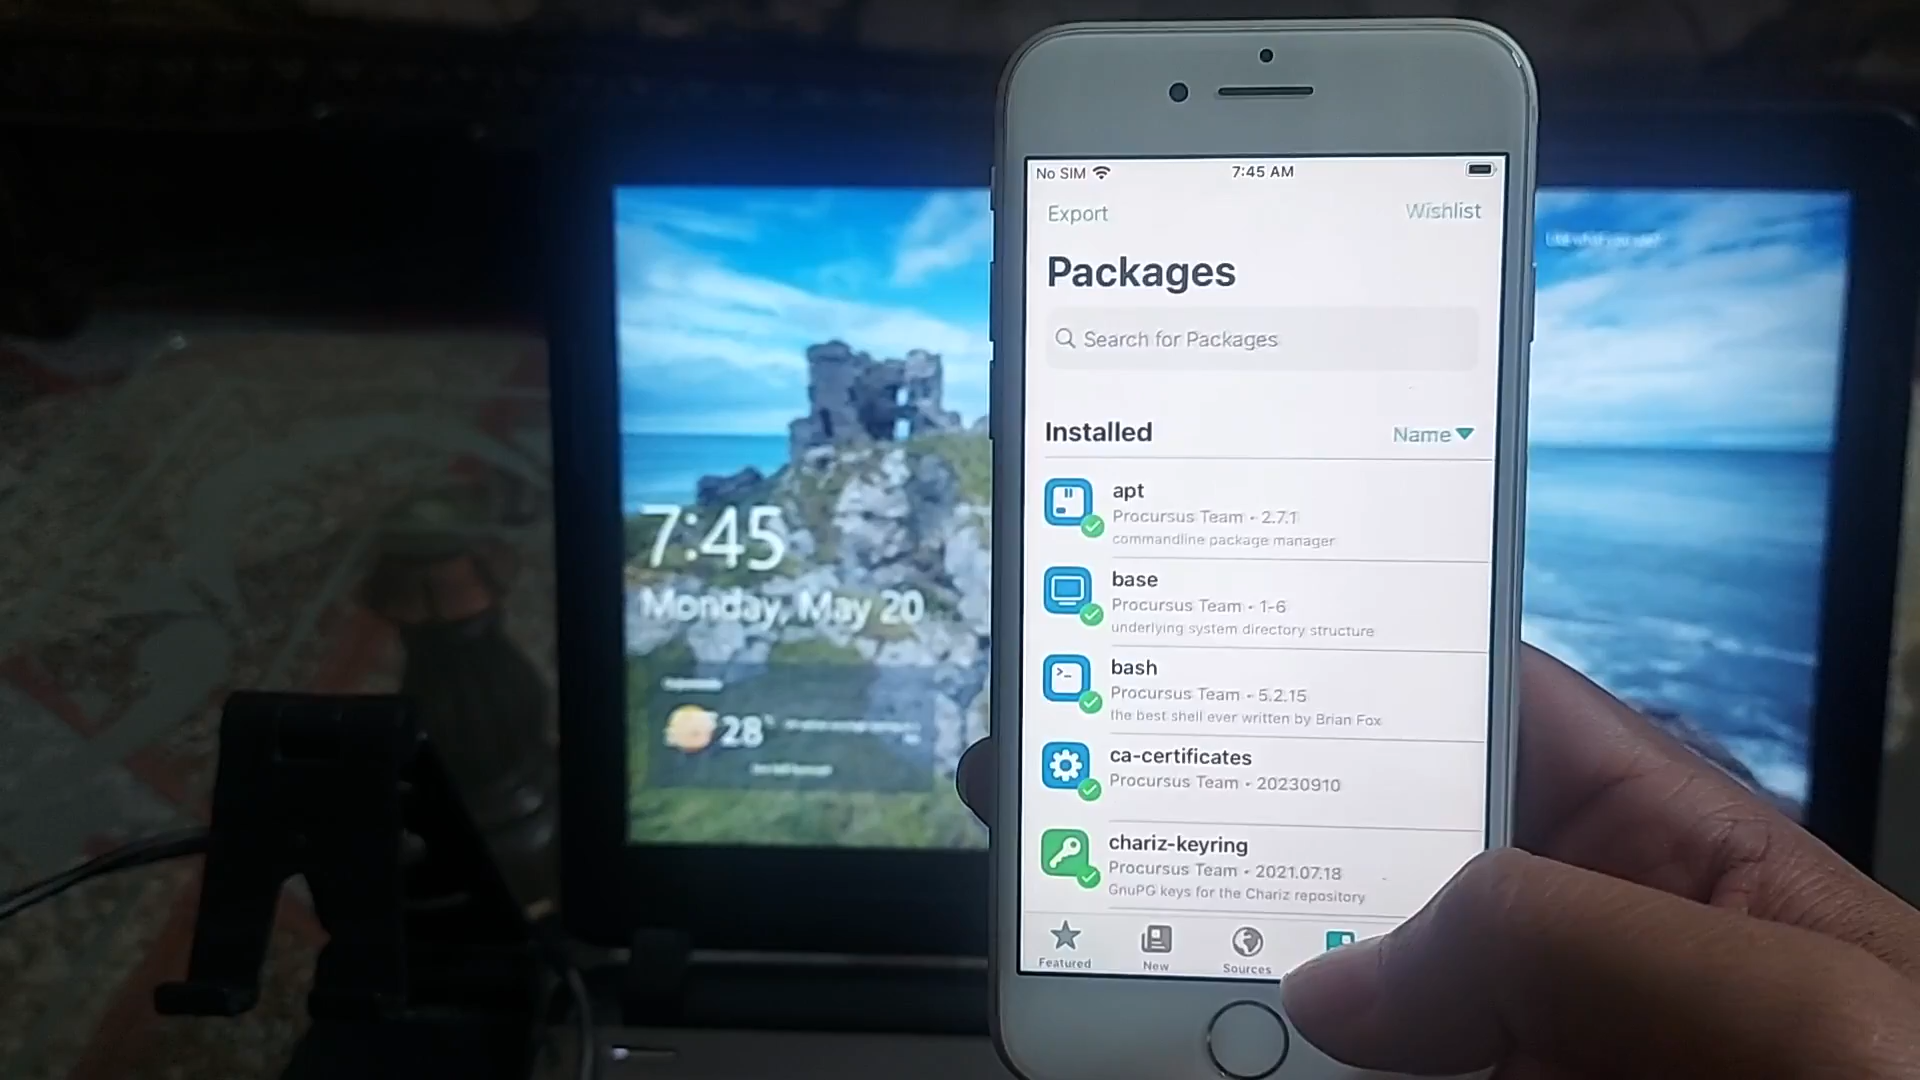 7:45
Monday, May 20
28
No SIM
7:45 AM
Export
Wishlist
Packages
Search for Packages
Installed
Name
apt
Procursus Team • 2.7.1
commandline package manager
base
Procursus Team • 1-6
underlying system directory structure
bash
Procursus Team • 5.2.15
the best shell ever written by Brian Fox
ca-certificates
Procursus Team • 20230910
chariz-keyring
Procursus Team • 2021.07.18
GnuPG keys for the Chariz repository
Featured
New
Sources